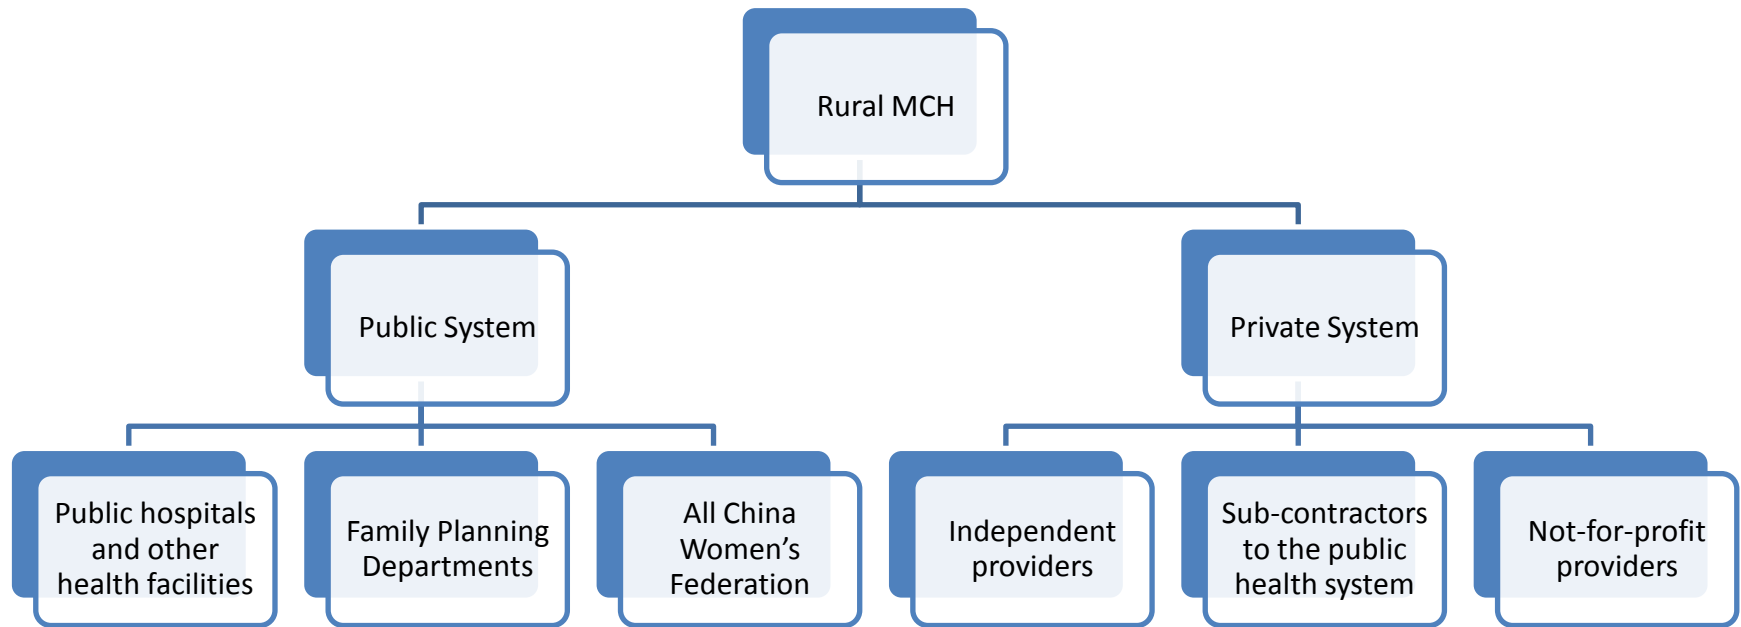 Rural MCH
Public System
Private System
Public hospitals
and other
health facilities
Family Planning
Departments
All China
Women’s
Federation
Independent
providers
Sub-contractors
to the public
health system
Not-for-profit
providers